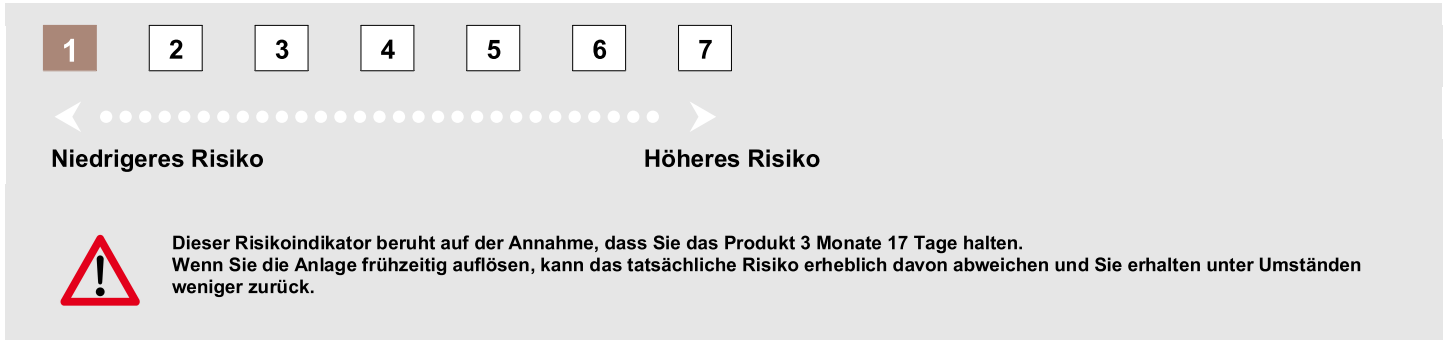 1 2 3 4 5 6 7
Niedrigeres Risiko Höheres Risiko
Dieser Risikoindikator beruht auf der Annahme, dass Sie das Produkt 3 Monate 17 Tage halten.
Wenn Sie die Anlage frühzeitig auflösen, kann das tatsächliche Risiko erheblich davon abweichen und Sie erhalten unter Umständen
weniger zurück.